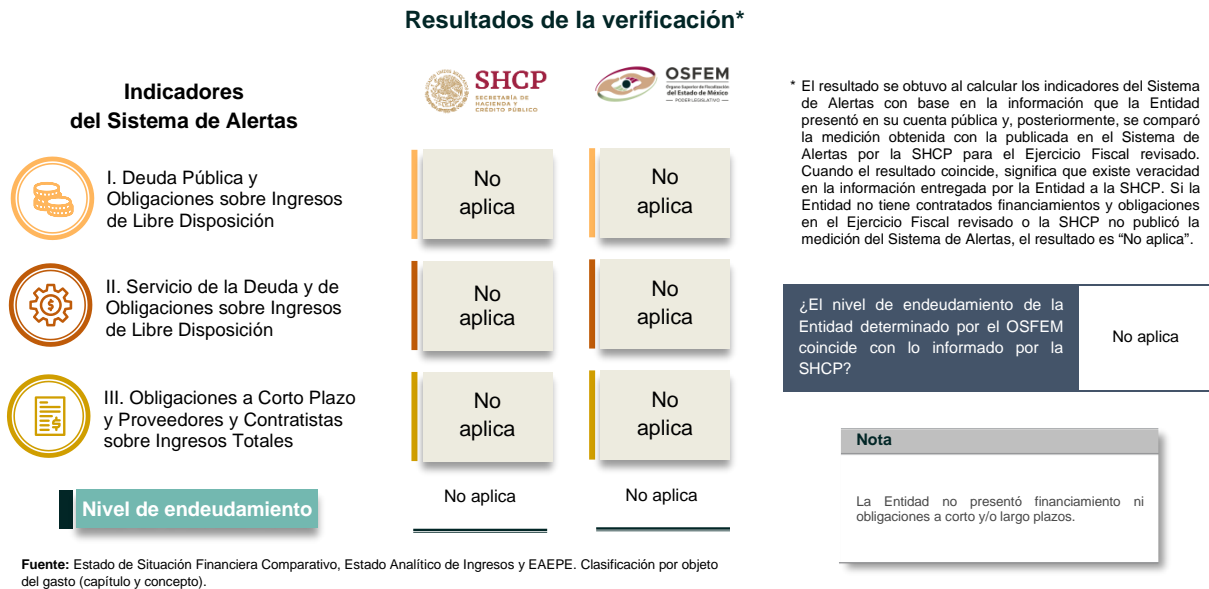 Resultados de la verificación*
Indicadores
del Sistema de Alertas
SHCP
SECRETARÍA DE
HACIENDA Y
CRÉDITO PÚBLICO
OSFEM
Órgano Superior de Fiscalización
del Estado de México
PODER LEGISLATIVO
I. Deuda Pública y
Obligaciones sobre Ingresos
de Libre Disposición
No
aplica
No
aplica
II. Servicio de la Deuda y de
Obligaciones sobre Ingresos
de Libre Disposición
No
aplica
No
aplica
III. Obligaciones a Corto Plazo
y Proveedores y Contratistas
sobre Ingresos Totales
No
aplica
No
aplica
Nivel de endeudamiento
No aplica
No aplica
* El resultado se obtuvo al calcular los indicadores del Sistema
de Alertas con base en la información que la Entidad
presentó en su cuenta pública y, posteriormente, se comparó
la medición obtenida con la publicada en el Sistema de
Alertas por la SHCP para el Ejercicio Fiscal revisado.
Cuando el resultado coincide, significa que existe veracidad
en la información entregada por la Entidad a la SHCP. Si la
Entidad no tiene contratados financiamientos y obligaciones
en el Ejercicio Fiscal revisado o la SHCP no publicó la
medición del Sistema de Alertas, el resultado es “No aplica”.
¿El nivel de endeudamiento de la
Entidad determinado por el OSFEM
coincide con lo informado por la
SHCP?
No aplica
Nota
La Entidad no presentó financiamiento ni
obligaciones a corto y/o largo plazos.
Fuente: Estado de Situación Financiera Comparativo, Estado Analítico de Ingresos y EAEPE. Clasificación por objeto
del gasto (capítulo y concepto).